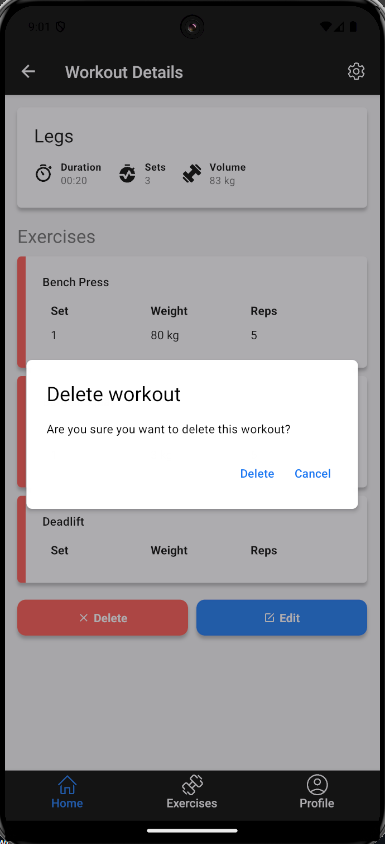 9:01
Workout Details
Legs
Duration Sets Volume
00:20 3 83 kg
Exercises
Bench Press
Set Weight Reps
1 80 kg 5
Delete workout
Are you sure you want to delete this workout?
Delete Cancel
Deadlift
Set Weight Reps
Delete Edit
Home Exercises Profile